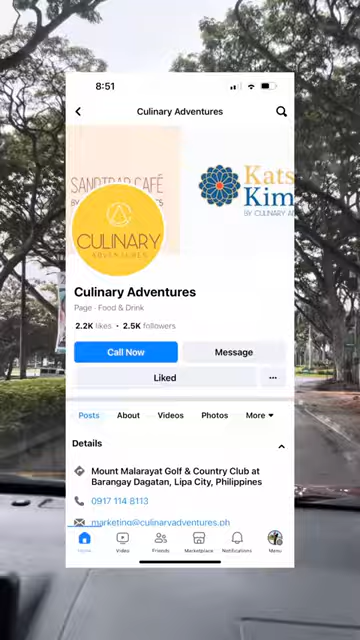 8:51
Culinary Adventures
SANDTRAP CAFÉ
Kats
Kim
BY CULINARY AD
CULINARY
ADVENTURES
Culinary Adventures
Page · Food & Drink
2.2K likes • 2.5K followers
Call Now
Message
Liked
Posts About Videos Photos More
Details
Mount Malarayat Golf & Country Club at
Barangay Dagatan, Lipa City, Philippines
0917 114 8113
marketing@culinaryadventures.ph
Home Video Friends Marketplace Notifications Menu